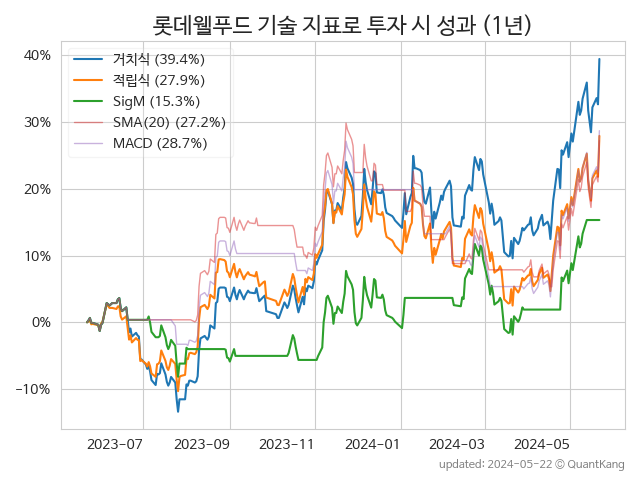 롯데웰푸드 기술 지표로 투자 시 성과 (1년)
거치식 (39.4%)
적립식 (27.9%)
SigM (15.3%)
SMA(20) (27.2%)
MACD (28.7%)
40%
30%
20%
10%
0%
−10%
2023-07
2023-09
2023-11
2024-01
2024-03
2024-05
updated: 2024-05-22 © QuantKang